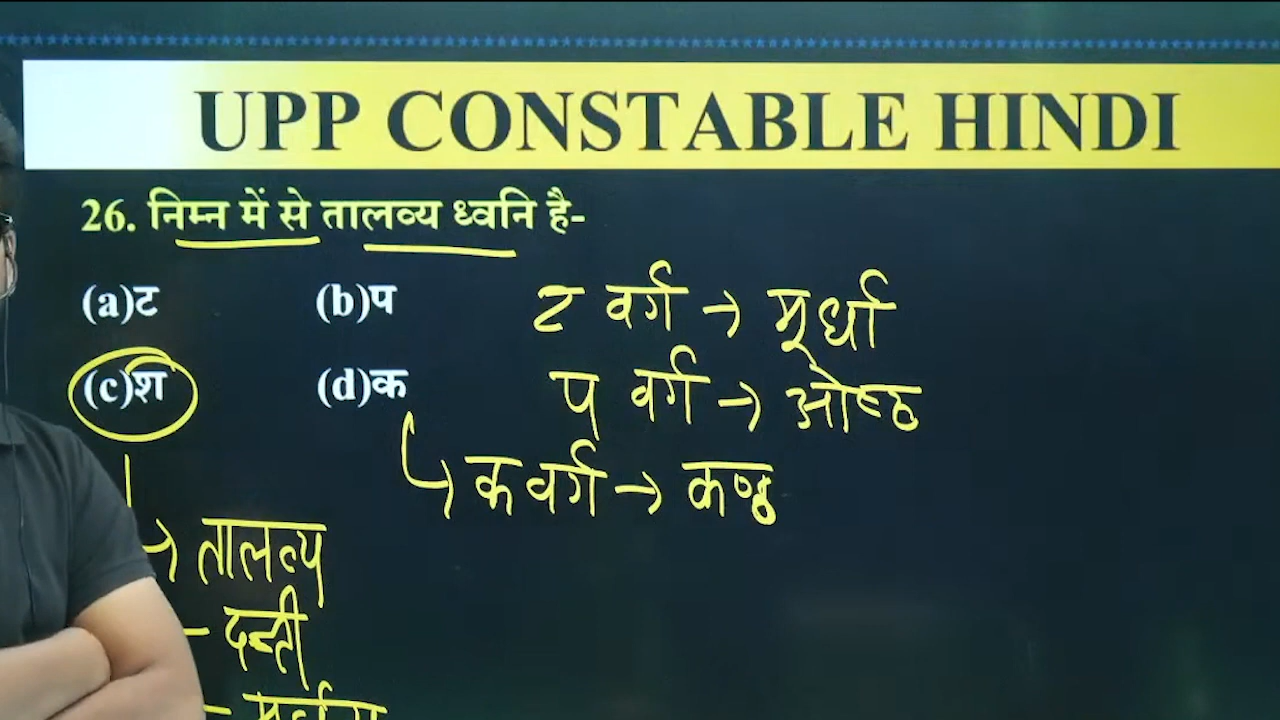 UPP CONSTABLE HINDI
26. निम्न में से तालव्य ध्वनि है-
(a)ट (b)प
(c)श (d)क
ट वर्ग → मूर्धा
प वर्ग → ओष्ठ
क वर्ग → कण्ठ
→ तालव्य
– दन्ती